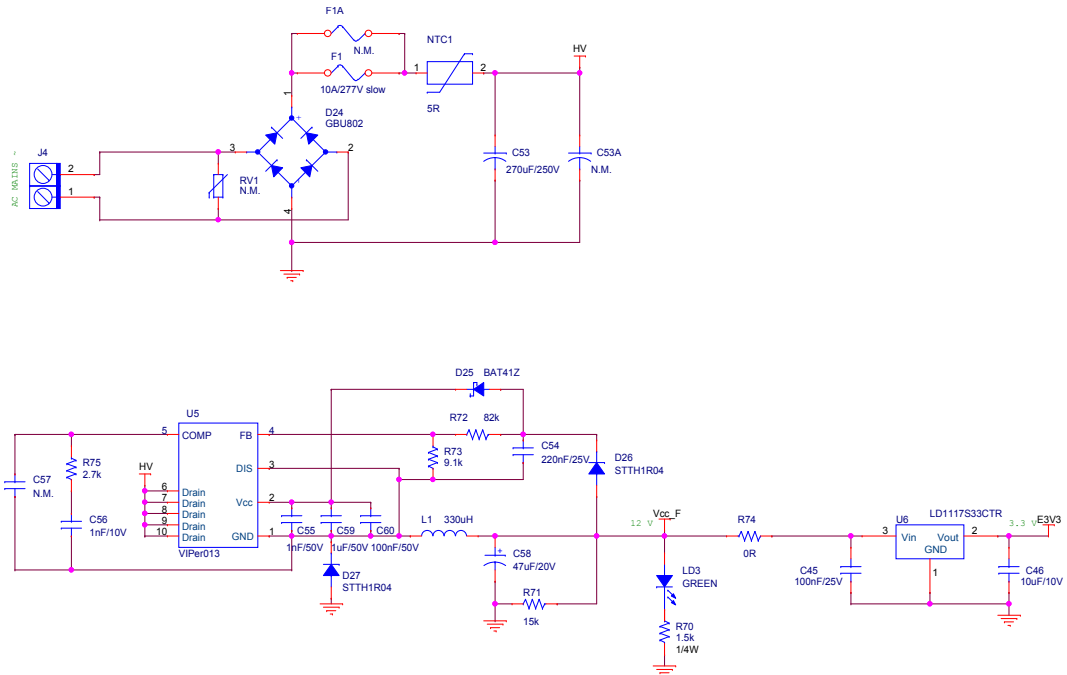 F1A
N.M.
F1
10A/277V slow
NTC1
1
2
5R
HV
1
D24
GBU802
+
-
3
2
4
J4
2
1
AC MAINS ~
RV1
N.M.
C53
270uF/250V
C53A
N.M.
D25 BAT41Z
U5
5
COMP
FB
4
DIS
3
Vcc
2
GND
1
6
Drain
7
Drain
8
Drain
9
Drain
10
Drain
VIPer013
HV
R75
2.7k
C57
N.M.
C56
1nF/10V
R72 82k
R73
9.1k
C54
220nF/25V
D26
STTH1R04
C55
1nF/50V
C59
1uF/50V
C60
100nF/50V
L1 330uH
D27
STTH1R04
+
C58
47uF/20V
R71
15k
12 V
Vcc_F
LD3
GREEN
R70
1.5k
1/4W
R74
0R
C45
100nF/25V
U6
LD1117S33CTR
3
Vin
Vout
2
GND
1
3.3 V
E3V3
C46
10uF/10V